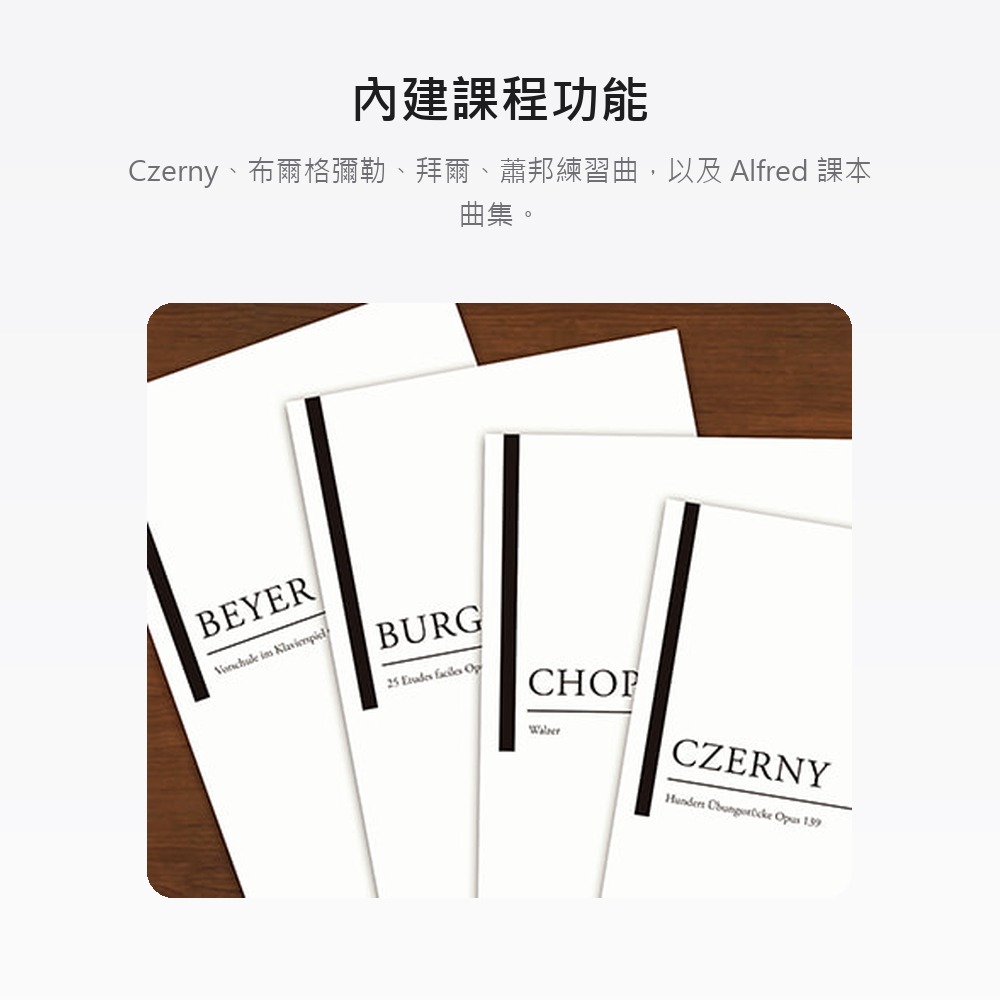 內建課程功能
Czerny、布爾格彌勒、拜爾、蕭邦練習曲，以及 Alfred 課本
曲集。
BEYER
Vorschule im Klavierspiel
BURG
25 Etudes faciles Op
CHOP
Walzer
CZERNY
Hundert Übungsstücke Opus 139